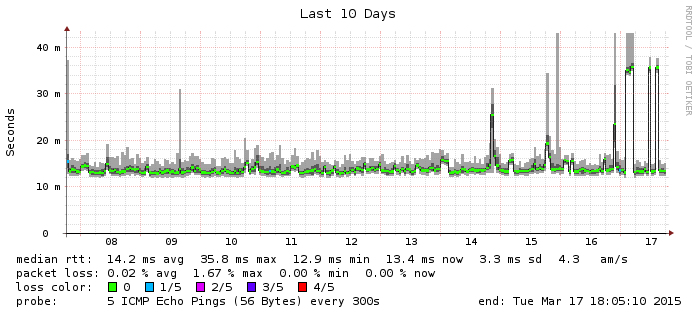 Last 10 Days
RRDTOOL / TOBI OETIKER
Seconds
40 m
30 m
20 m
10 m
0
08 09 10 11 12 13 14 15 16 17
median rtt: 14.2 ms avg 35.8 ms max 12.9 ms min 13.4 ms now 3.3 ms sd 4.3 am/s
packet loss: 0.02 % avg 1.67 % max 0.00 % min 0.00 % now
loss color: 0 1/5 2/5 3/5 4/5
probe: 5 ICMP Echo Pings (56 Bytes) every 300s end: Tue Mar 17 18:05:10 2015